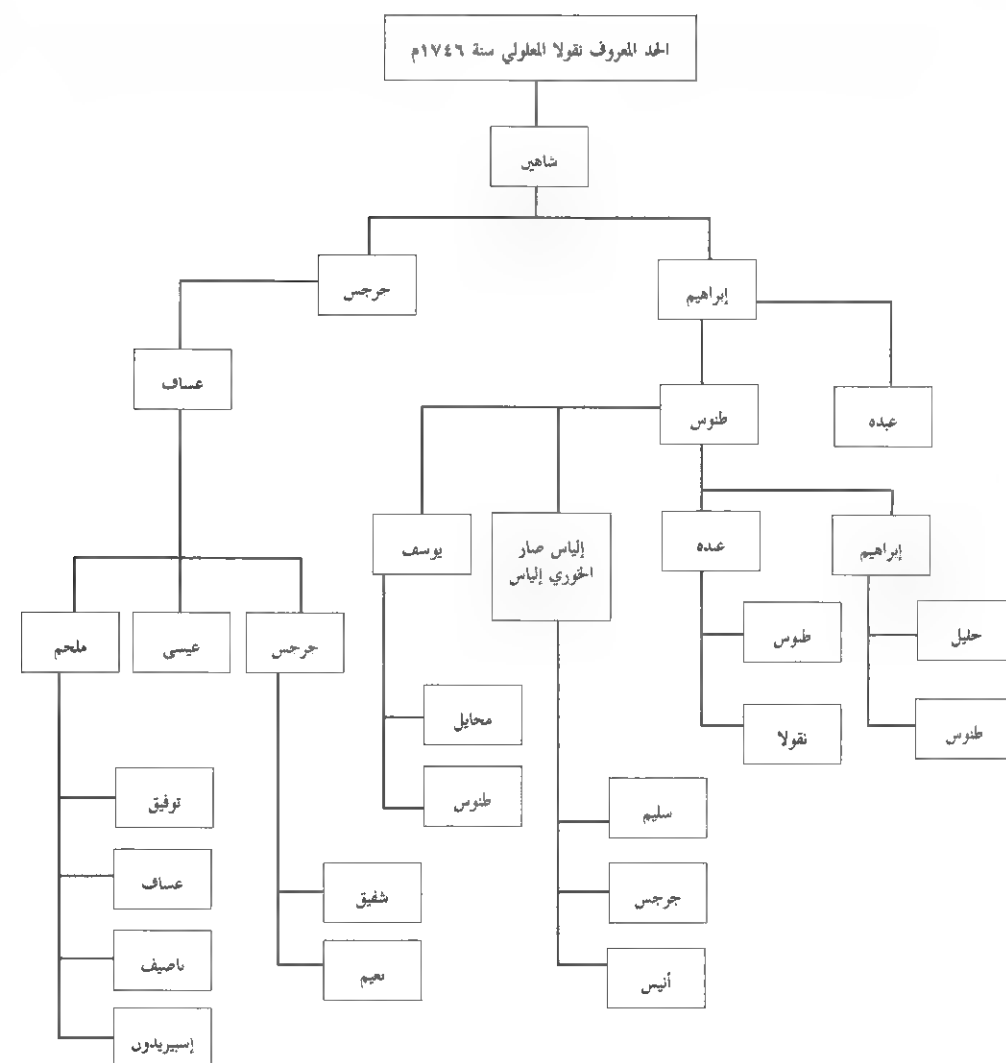 الجد المعروف نقولا المعلولي سنة ١٧٤٦م
شاهين
إبراهيم
جرجس
عساف
عبده
طنوس
إبراهيم
عبده
إلياس صار
الخوري إلياس
يوسف
جرجس
عيسى
ملحم
خليل
طنوس
طنوس
نقولا
مخايل
طنوس
سليم
جرجس
أنيس
شفيق
نعيم
توفيق
عساف
ناصيف
إسبيريدون